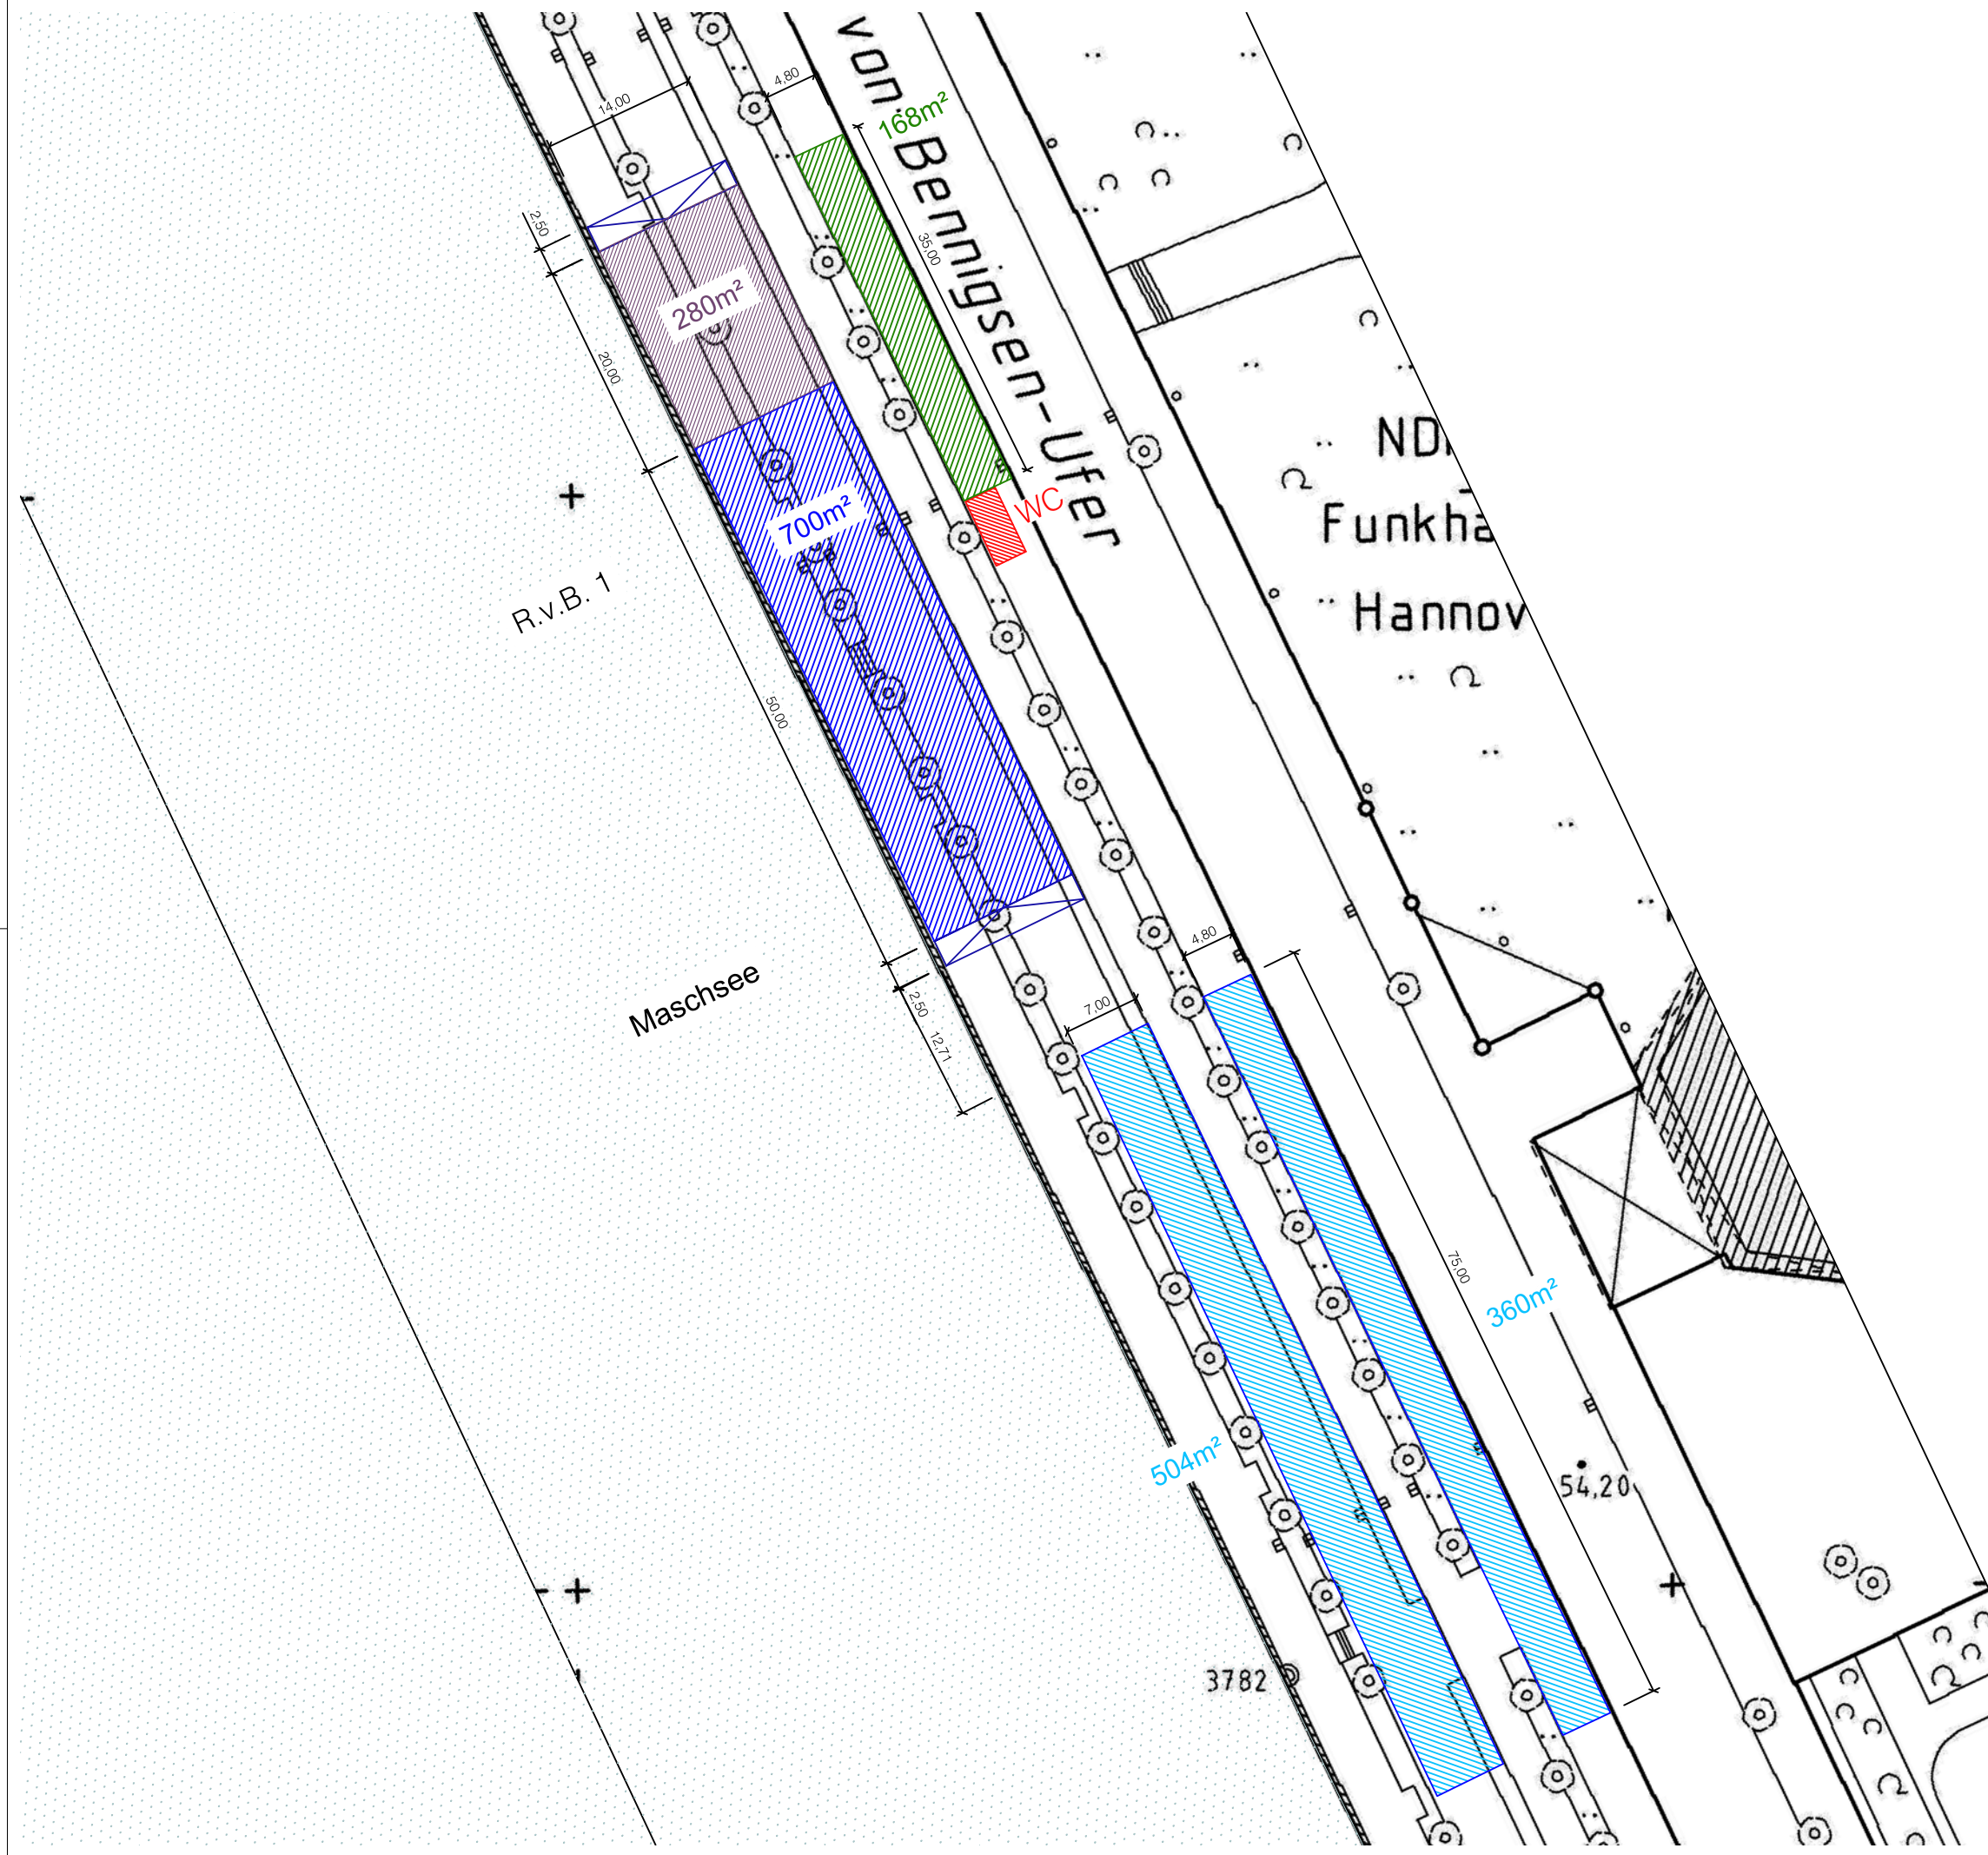 von-Bennigsen-Ufer
14,00
4,80
168m²
2,50
35,00
280m²
20,00
700m²
WC
R.v.B. 1
50,00
Maschsee
2,50
12,71
7,00
4,80
75,00
360m²
504m²
54,20
3782
Funkha
Hannov